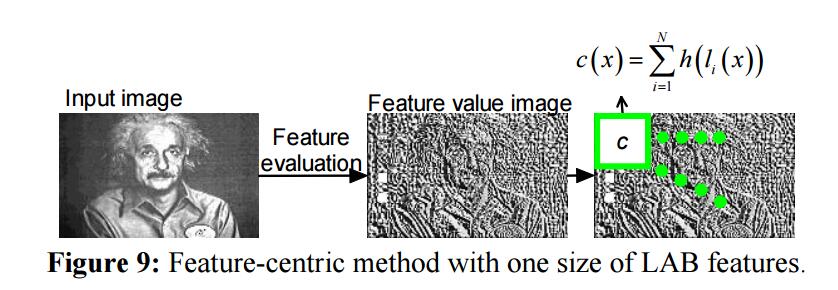 c(x) = \sum_{i=1}^{N} h(l_i(x))
Input image
Feature value image
Feature
evaluation
c
Figure 9: Feature-centric method with one size of LAB features.